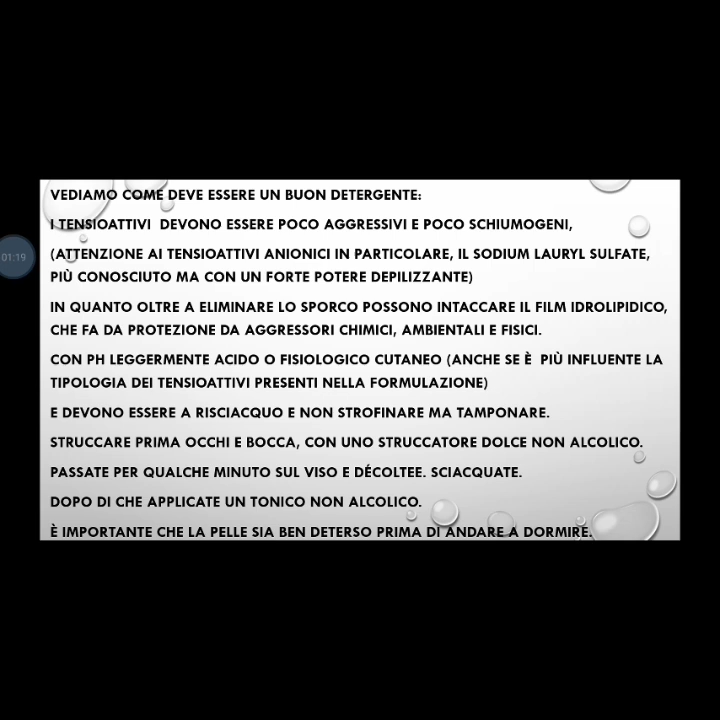 VEDIAMO COME DEVE ESSERE UN BUON DETERGENTE:
I TENSIOATTIVI DEVONO ESSERE POCO AGGRESSIVI E POCO SCHIUMOGENI,
(ATTENZIONE AI TENSIOATTIVI ANIONICI IN PARTICOLARE, IL SODIUM LAURYL SULFATE,
01:19
PIÙ CONOSCIUTO MA CON UN FORTE POTERE DEPILIZZANTE)
IN QUANTO OLTRE A ELIMINARE LO SPORCO POSSONO INTACCARE IL FILM IDROLIPIDICO,
CHE FA DA PROTEZIONE DA AGGRESSORI CHIMICI, AMBIENTALI E FISICI.
CON PH LEGGERMENTE ACIDO O FISIOLOGICO CUTANEO (ANCHE SE È PIÙ INFLUENTE LA
TIPOLOGIA DEI TENSIOATTIVI PRESENTI NELLA FORMULAZIONE)
E DEVONO ESSERE A RISCIACQUO E NON STROFINARE MA TAMPONARE.
STRUCCARE PRIMA OCCHI E BOCCA, CON UNO STRUCCATORE DOLCE NON ALCOLICO.
PASSATE PER QUALCHE MINUTO SUL VISO E DÉCOLTEE. SCIACQUATE.
DOPO DI CHE APPLICATE UN TONICO NON ALCOLICO.
È IMPORTANTE CHE LA PELLE SIA BEN DETERSO PRIMA DI ANDARE A DORMIRE.